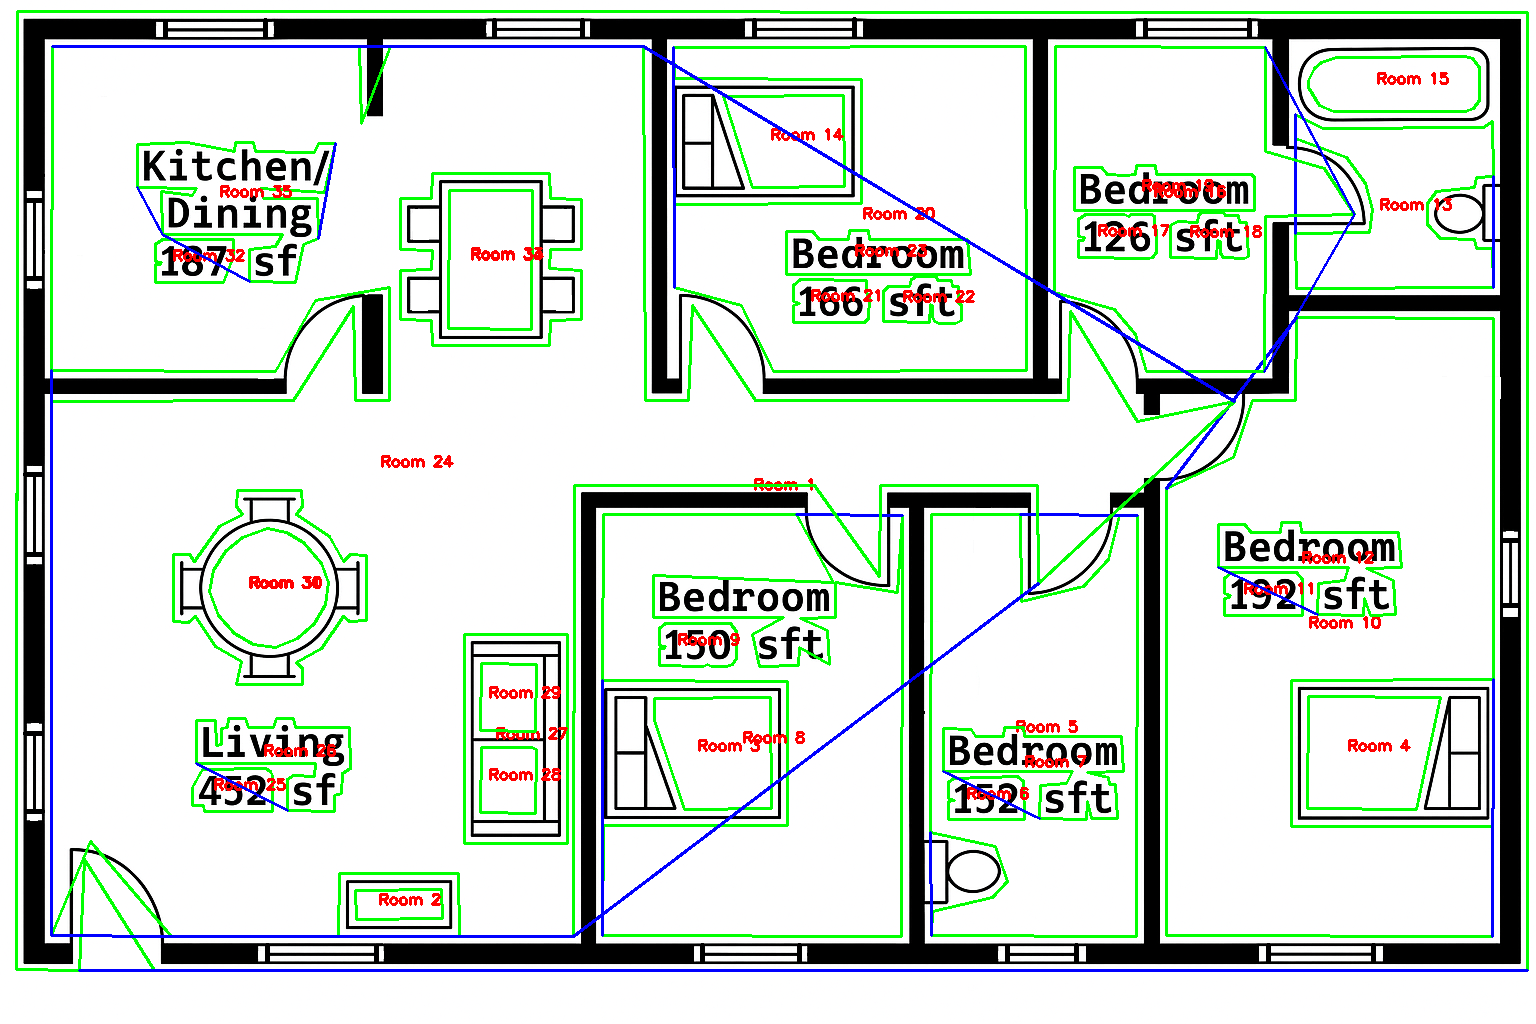 Room 15
Room 14
Kitchen/
Room 35
Dining
Room 32
187 sf
Room 20
Bedroom
Room 23
Room 21
Room 22
166 sft
Bedroom
Room 16
Room 17
Room 18
126 sft
Room 13
Room 24
Room 1
Room 30
Bedroom
Room 9
150 sft
Bedroom
Room 12
Room 11
192 sft
Room 10
Room 29
Room 27
Room 28
Living
Room 26
Room 25
452 sf
Room 3
Room 8
Room 5
Bedroom
Room 7
Room 6
152 sft
Room 4
Room 2